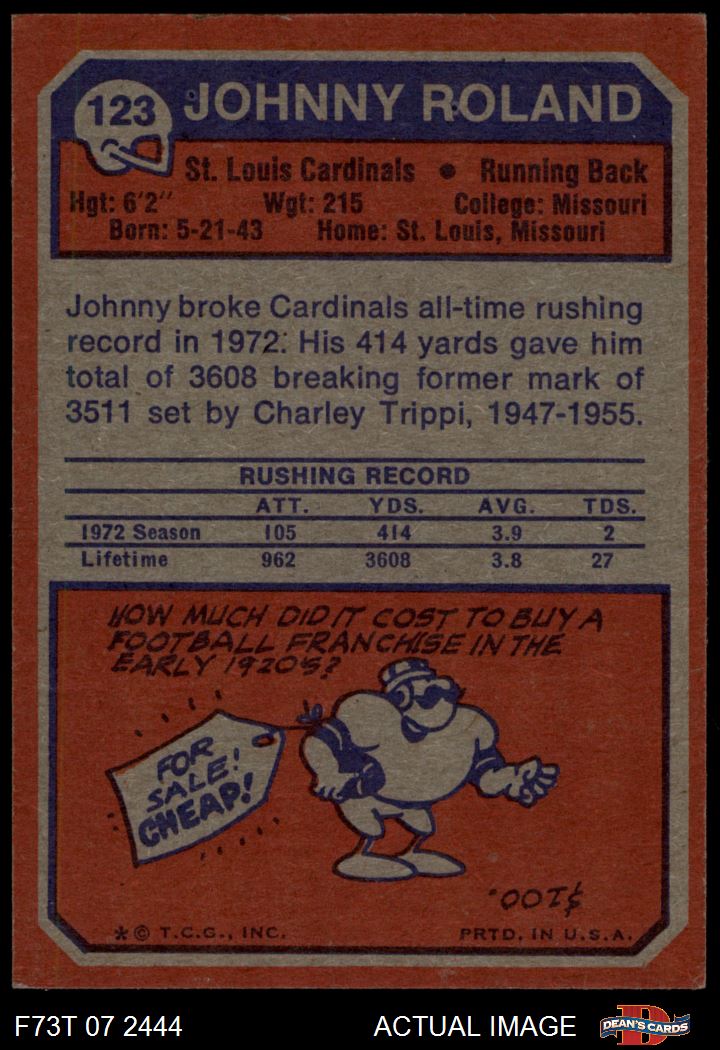 123
JOHNNY ROLAND
St. Louis Cardinals ● Running Back
Hgt: 6'2" Wgt: 215 College: Missouri
Born: 5-21-43 Home: St. Louis, Missouri
Johnny broke Cardinals all-time rushing
record in 1972. His 414 yards gave him
total of 3608 breaking former mark of
3511 set by Charley Trippi, 1947-1955.
RUSHING RECORD
ATT. YDS. AVG. TDS.
1972 Season 105 414 3.9 2
Lifetime 962 3608 3.8 27
HOW MUCH DID IT COST TO BUY A
FOOTBALL FRANCHISE IN THE
EARLY 1920'S?
FOR
SALE!
CHEAP!
$100.
* © T.C.G., INC. PRTD. IN U.S.A.
F73T 07 2444 ACTUAL IMAGE DEAN'S CARDS